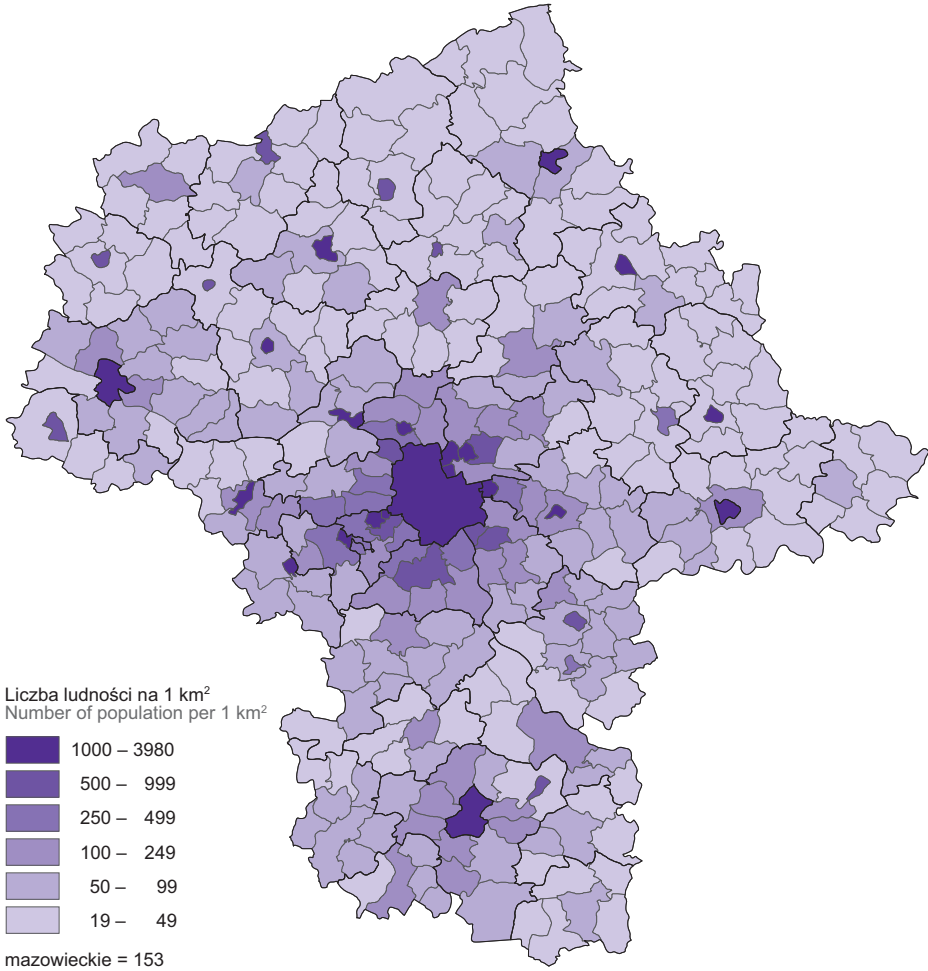 Liczba ludności na 1 km²
Number of population per 1 km²
1000 – 3980
500 – 999
250 – 499
100 – 249
50 – 99
19 – 49
mazowieckie = 153